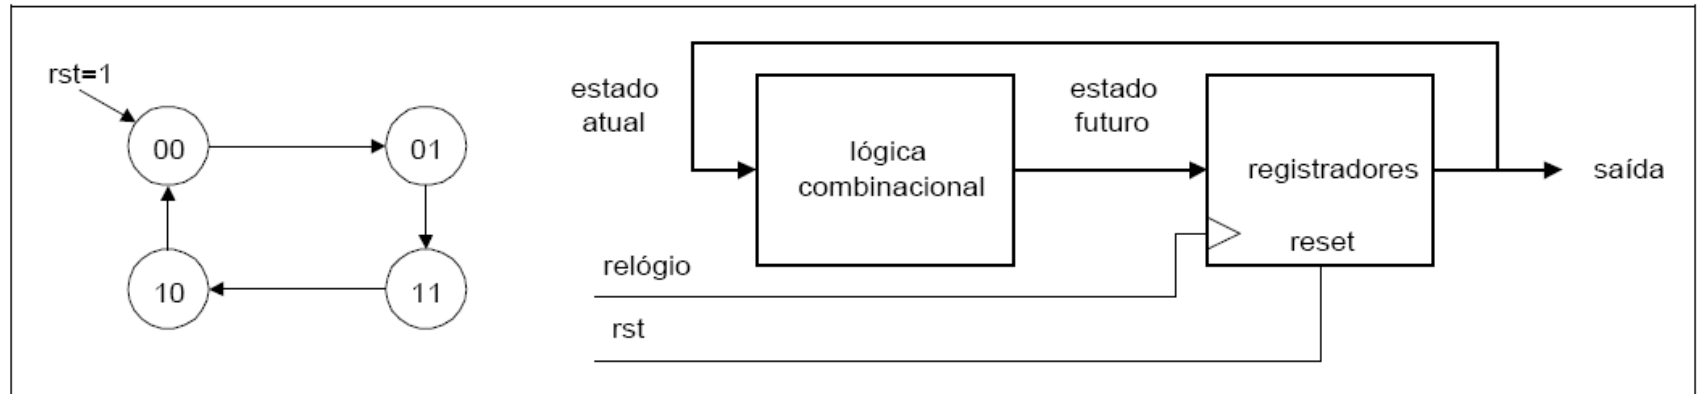 rst=1
00
01
10
11
estado
atual
lógica
combinacional
estado
futuro
registradores
reset
saída
relógio
rst